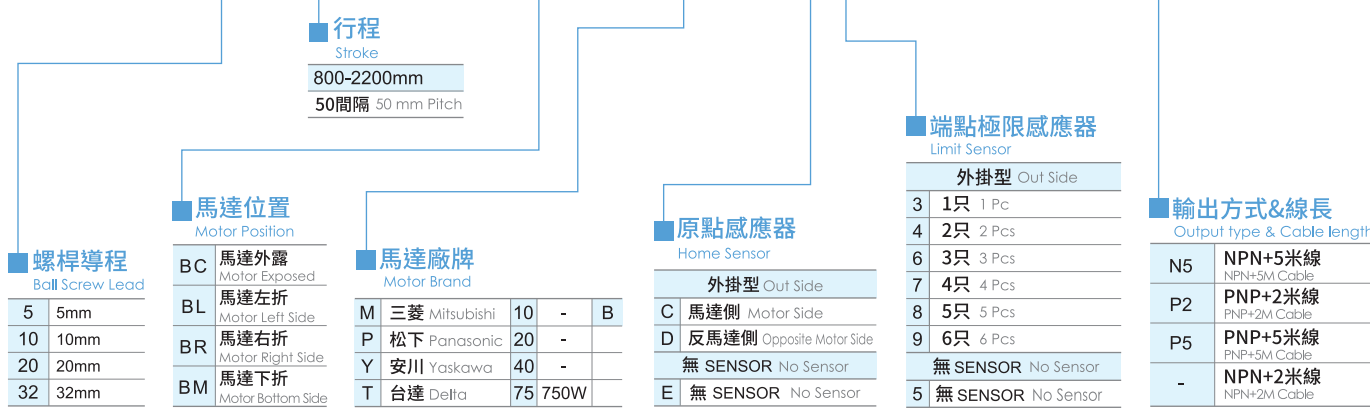 行程
Stroke
800-2200mm
50間隔 50 mm Pitch
螺桿導程
Ball Screw Lead
5 5mm
10 10mm
20 20mm
32 32mm
馬達位置
Motor Position
BC 馬達外露
Motor Exposed
BL 馬達左折
Motor Left Side
BR 馬達右折
Motor Right Side
BM 馬達下折
Motor Bottom Side
馬達廠牌
Motor Brand
M 三菱 Mitsubishi 10 - B
P 松下 Panasonic 20 -
Y 安川 Yaskawa 40 -
T 台達 Delta 75 750W
原點感應器
Home Sensor
外掛型 Out Side
C 馬達側 Motor Side
D 反馬達側 Opposite Motor Side
無 SENSOR No Sensor
E 無 SENSOR No Sensor
端點極限感應器
Limit Sensor
外掛型 Out Side
3 1只 1 Pc
4 2只 2 Pcs
6 3只 3 Pcs
7 4只 4 Pcs
8 5只 5 Pcs
9 6只 6 Pcs
無 SENSOR No Sensor
5 無 SENSOR No Sensor
輸出方式&線長
Output type & Cable length
N5 NPN+5米線
NPN+5M Cable
P2 PNP+2米線
PNP+2M Cable
P5 PNP+5米線
PNP+5M Cable
- NPN+2米線
NPN+2M Cable